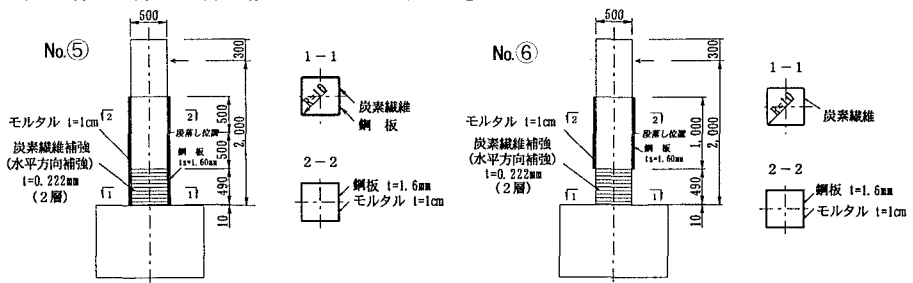 500
No.⑤
300
2,000
500
500
490
10
モルタル t=1cm
炭素繊維補強
(水平方向補強)
t=0.222mm
(2層)
2
2
段落し位置
鋼 板
ts=1.60mm
1
1
1-1
R=10
炭素繊維
鋼 板
2-2
鋼板 t=1.6mm
モルタル t=1cm
500
No.⑥
300
2,000
1,000
490
10
モルタル t=1cm
炭素繊維補強
(水平方向補強)
t=0.222mm
(2層)
2
2
段落し位置
鋼 板
ts=1.60mm
1
1
1-1
R=10
炭素繊維
2-2
鋼板 t=1.6mm
モルタル t=1cm